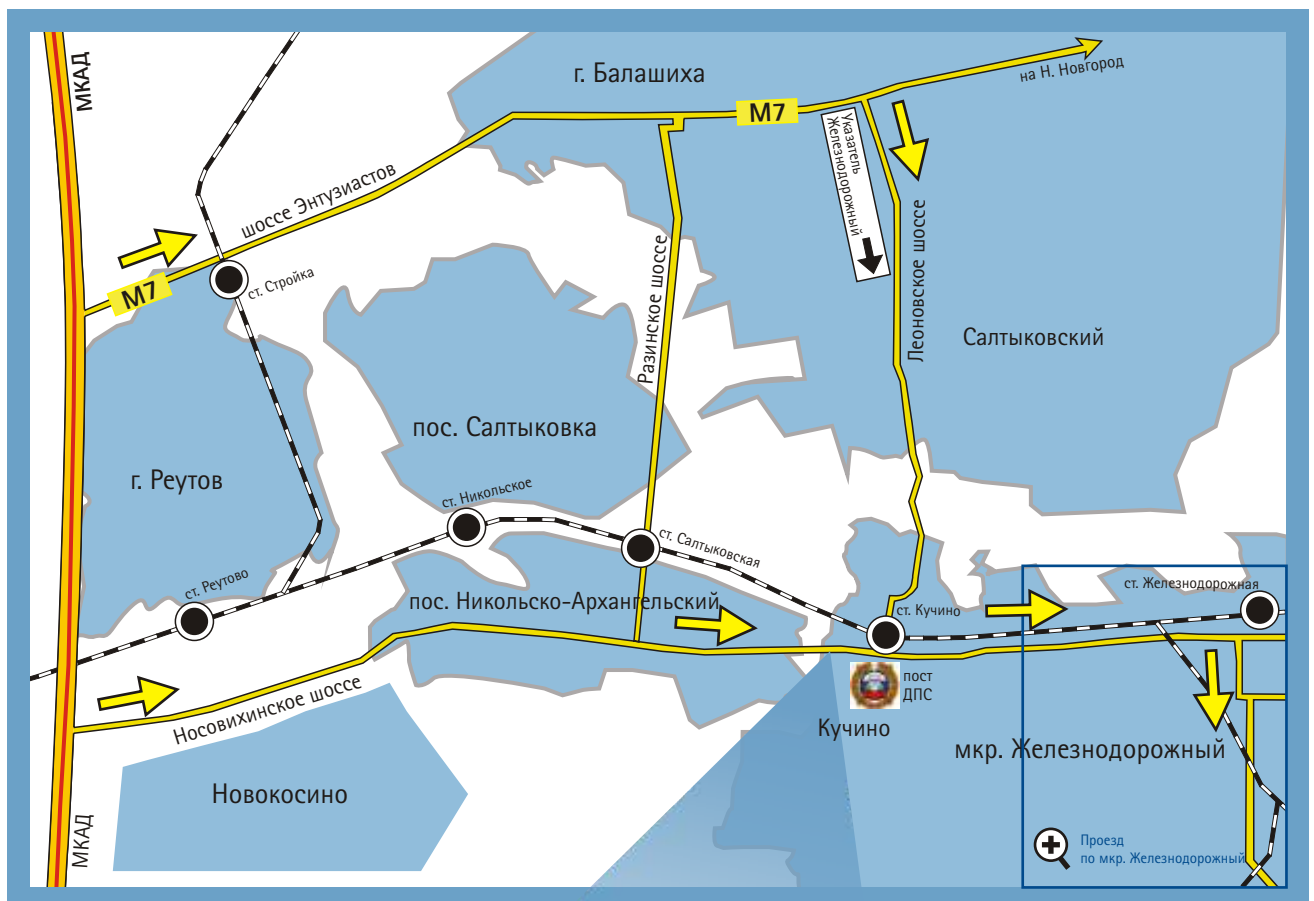 МКАД
г. Балашиха
на Н. Новгород
М7
Указатель
Железнодорожный
шоссе Энтузиастов
М7
ст. Стройка
Разинское шоссе
Леоновское шоссе
Салтыковский
пос. Салтыковка
г. Реутов
ст. Никольское
ст. Салтыковская
ст. Реутово
пос. Никольско-Архангельский
ст. Кучино
ст. Железнодорожная
пост
ДПС
Носовихинское шоссе
Кучино
мкр. Железнодорожный
Новокосино
МКАД
Проезд
по мкр. Железнодорожный